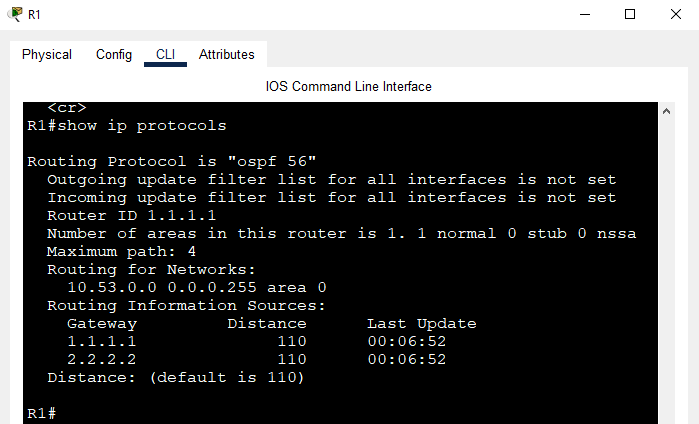 R1
Physical Config CLI Attributes
IOS Command Line Interface
<cr>
R1#show ip protocols
Routing Protocol is "ospf 56"
Outgoing update filter list for all interfaces is not set
Incoming update filter list for all interfaces is not set
Router ID 1.1.1.1
Number of areas in this router is 1. 1 normal 0 stub 0 nssa
Maximum path: 4
Routing for Networks:
10.53.0.0 0.0.0.255 area 0
Routing Information Sources:
Gateway Distance Last Update
1.1.1.1 110 00:06:52
2.2.2.2 110 00:06:52
Distance: (default is 110)
R1#